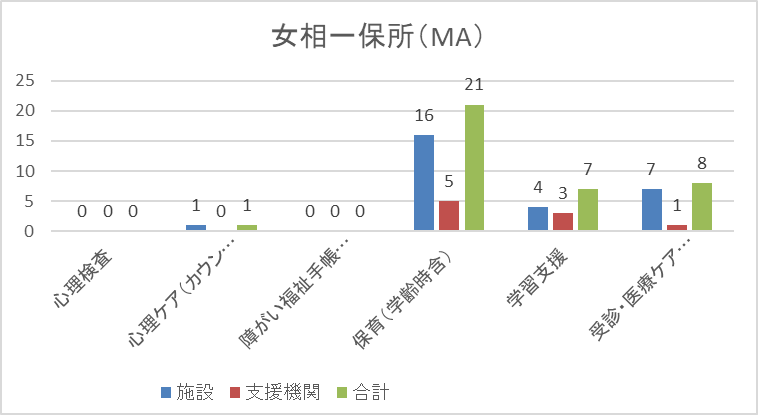 女相一保所（MA）
25
20
15
10
5
0
0 0 0
1 0 1
0 0 0
16 5 21
4 3 7
7 1 8
心理検査
心理ケア（カウン…
障がい福祉手帳…
保育（学齢時含）
学習支援
受診・医療ケア…
施設 支援機関 合計